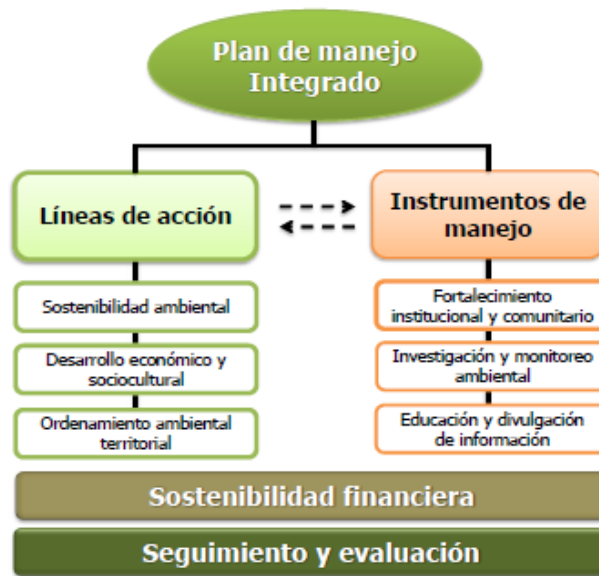 Plan de manejo
Integrado
Líneas de acción
Instrumentos de
manejo
Sostenibilidad ambiental
Desarrollo económico y
sociocultural
Ordenamiento ambiental
territorial
Fortalecimiento
institucional y comunitario
Investigación y monitoreo
ambiental
Educación y divulgación
de información
Sostenibilidad financiera
Seguimiento y evaluación